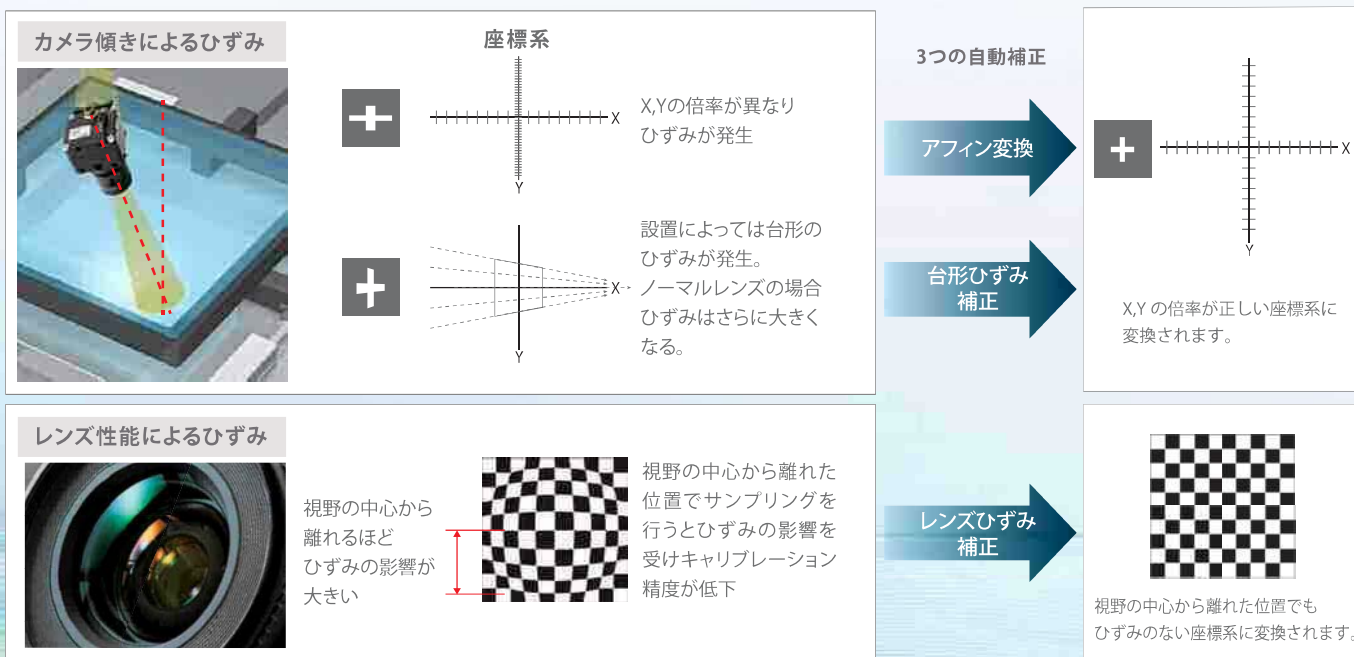 カメラ傾きによるひずみ
座標系
X
Y
X,Yの倍率が異なり
ひずみが発生
X
Y
設置によっては台形の
ひずみが発生。
ノーマルレンズの場合
ひずみはさらに大きく
なる。
3つの自動補正
アフィン変換
台形ひずみ
補正
X
Y
X,Y の倍率が正しい座標系に
変換されます。
レンズ性能によるひずみ
視野の中心から
離れるほど
ひずみの影響が
大きい
視野の中心から離れた
位置でサンプリングを
行うとひずみの影響を
受けキャリブレーション
精度が低下
レンズひずみ
補正
視野の中心から離れた位置でも
ひずみのない座標系に変換されます。